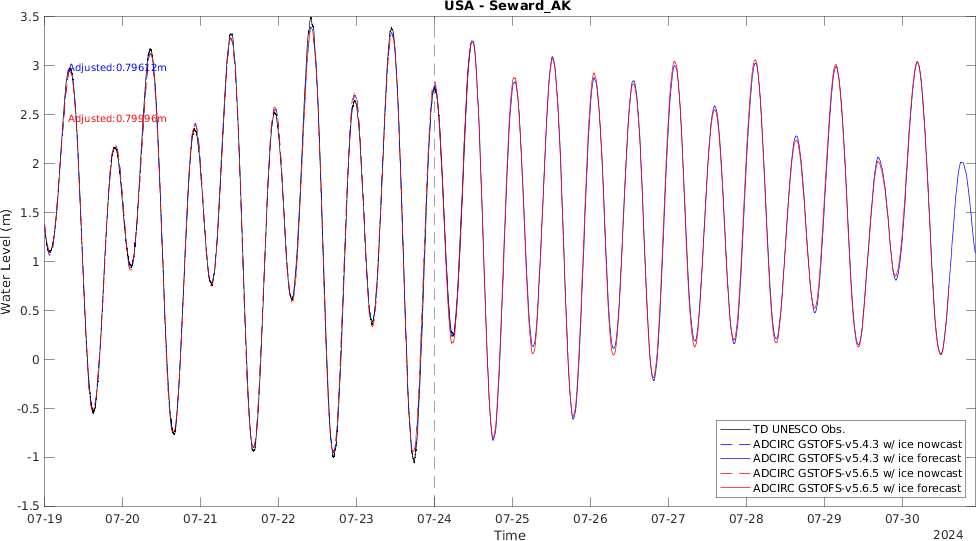 USA - Seward_AK
3.5
3
2.5
2
1.5
1
0.5
0
-0.5
-1
-1.5
Water Level (m)
Adjusted:0.79612m
Adjusted:0.79996m
TD UNESCO Obs.
ADCIRC GSTOFS-v5.4.3 w/ ice nowcast
ADCIRC GSTOFS-v5.4.3 w/ ice forecast
ADCIRC GSTOFS-v5.6.5 w/ ice nowcast
ADCIRC GSTOFS-v5.6.5 w/ ice forecast
07-19 07-20 07-21 07-22 07-23 07-24 07-25 07-26 07-27 07-28 07-29 07-30
Time
2024